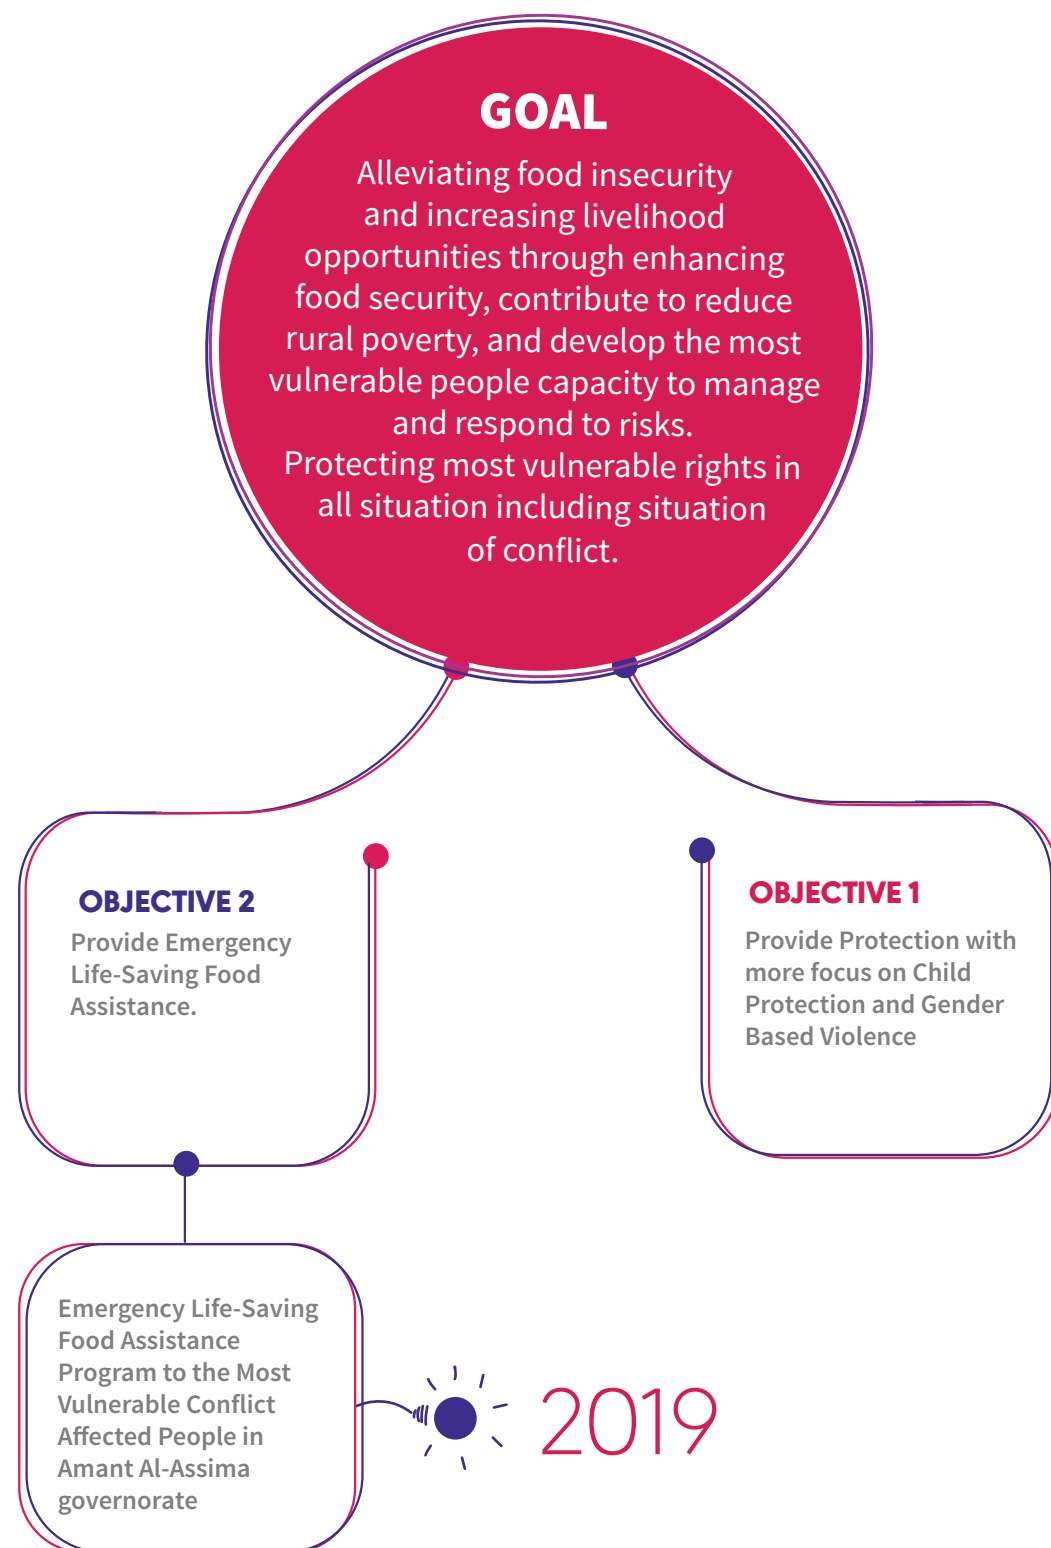 GOAL
Alleviating food insecurity
and increasing livelihood
opportunities through enhancing
food security, contribute to reduce
rural poverty, and develop the most
vulnerable people capacity to manage
and respond to risks.
Protecting most vulnerable rights in
all situation including situation
of conflict.
OBJECTIVE 2
Provide Emergency
Life-Saving Food
Assistance.
OBJECTIVE 1
Provide Protection with
more focus on Child
Protection and Gender
Based Violence
Emergency Life-Saving
Food Assistance
Program to the Most
Vulnerable Conflict
Affected People in
Amant Al-Assima
governorate
2019